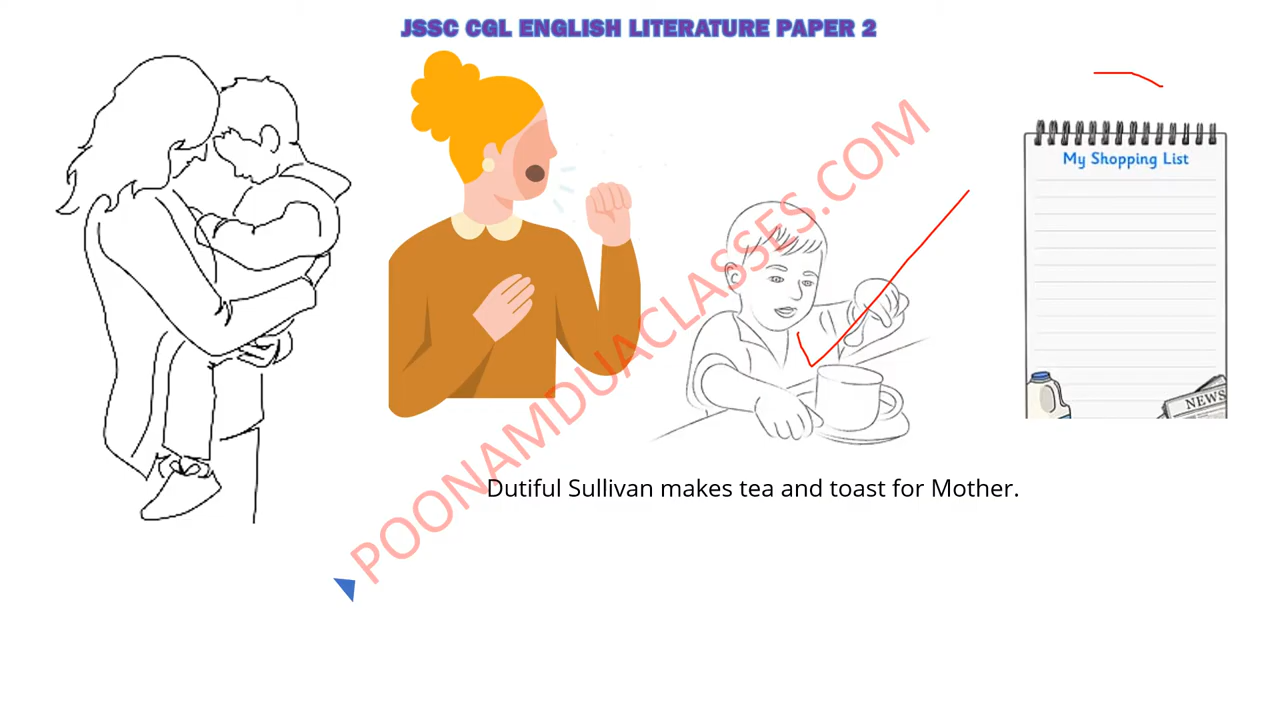 JSSC CGL ENGLISH LITERATURE PAPER 2
My Shopping List
POONAMDUACLASSES.COM
NEWS
Dutiful Sullivan makes tea and toast for Mother.